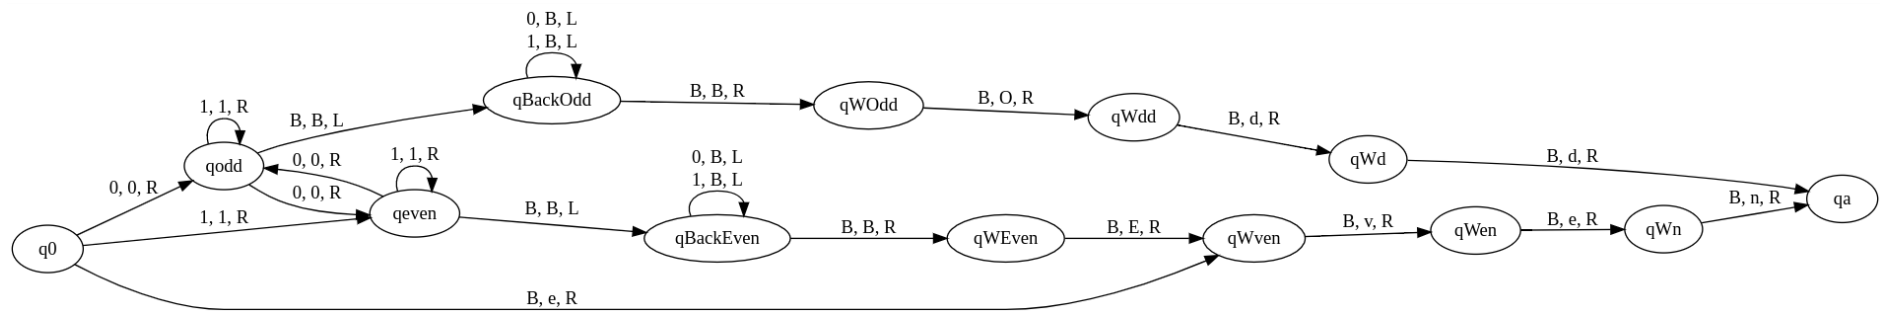 0, B, L
1, B, L
qBackOdd
B, B, R
qWOdd
B, O, R
qWdd
B, d, R
qWd
B, d, R
qa
1, 1, R
B, B, L
qodd
0, 0, R
0, 0, R
0, 0, R
1, 1, R
1, 1, R
qeven
B, B, L
0, B, L
1, B, L
qBackEven
B, B, R
qWEven
B, E, R
qWven
B, v, R
qWen
B, e, R
qWn
B, n, R
q0
B, e, R